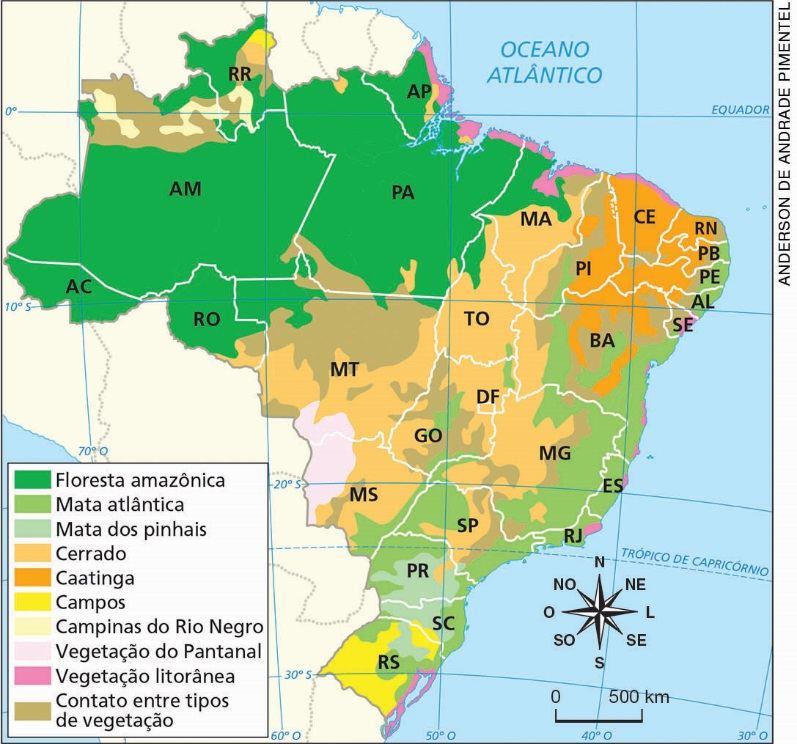 OCEANO
ATLÂNTICO
ANDERSON DE ANDRADE PIMENTEL
RR
AP
EQUADOR
0°
AM
PA
MA
CE
RN
PB
PE
PI
AL
SE
AC
10° S
RO
TO
BA
MT
DF
GO
MG
70° O
20° S
MS
ES
SP
RJ
TRÓPICO DE CAPRICÓRNIO
PR
SC
RS
30° S
Floresta amazônica
Mata atlântica
Mata dos pinhais
Cerrado
Caatinga
Campos
Campinas do Rio Negro
Vegetação do Pantanal
Vegetação litorânea
Contato entre tipos
de vegetação
N
NO NE
O L
SO SE
S
0 500 km
60° O 50° O 40° O 30° O